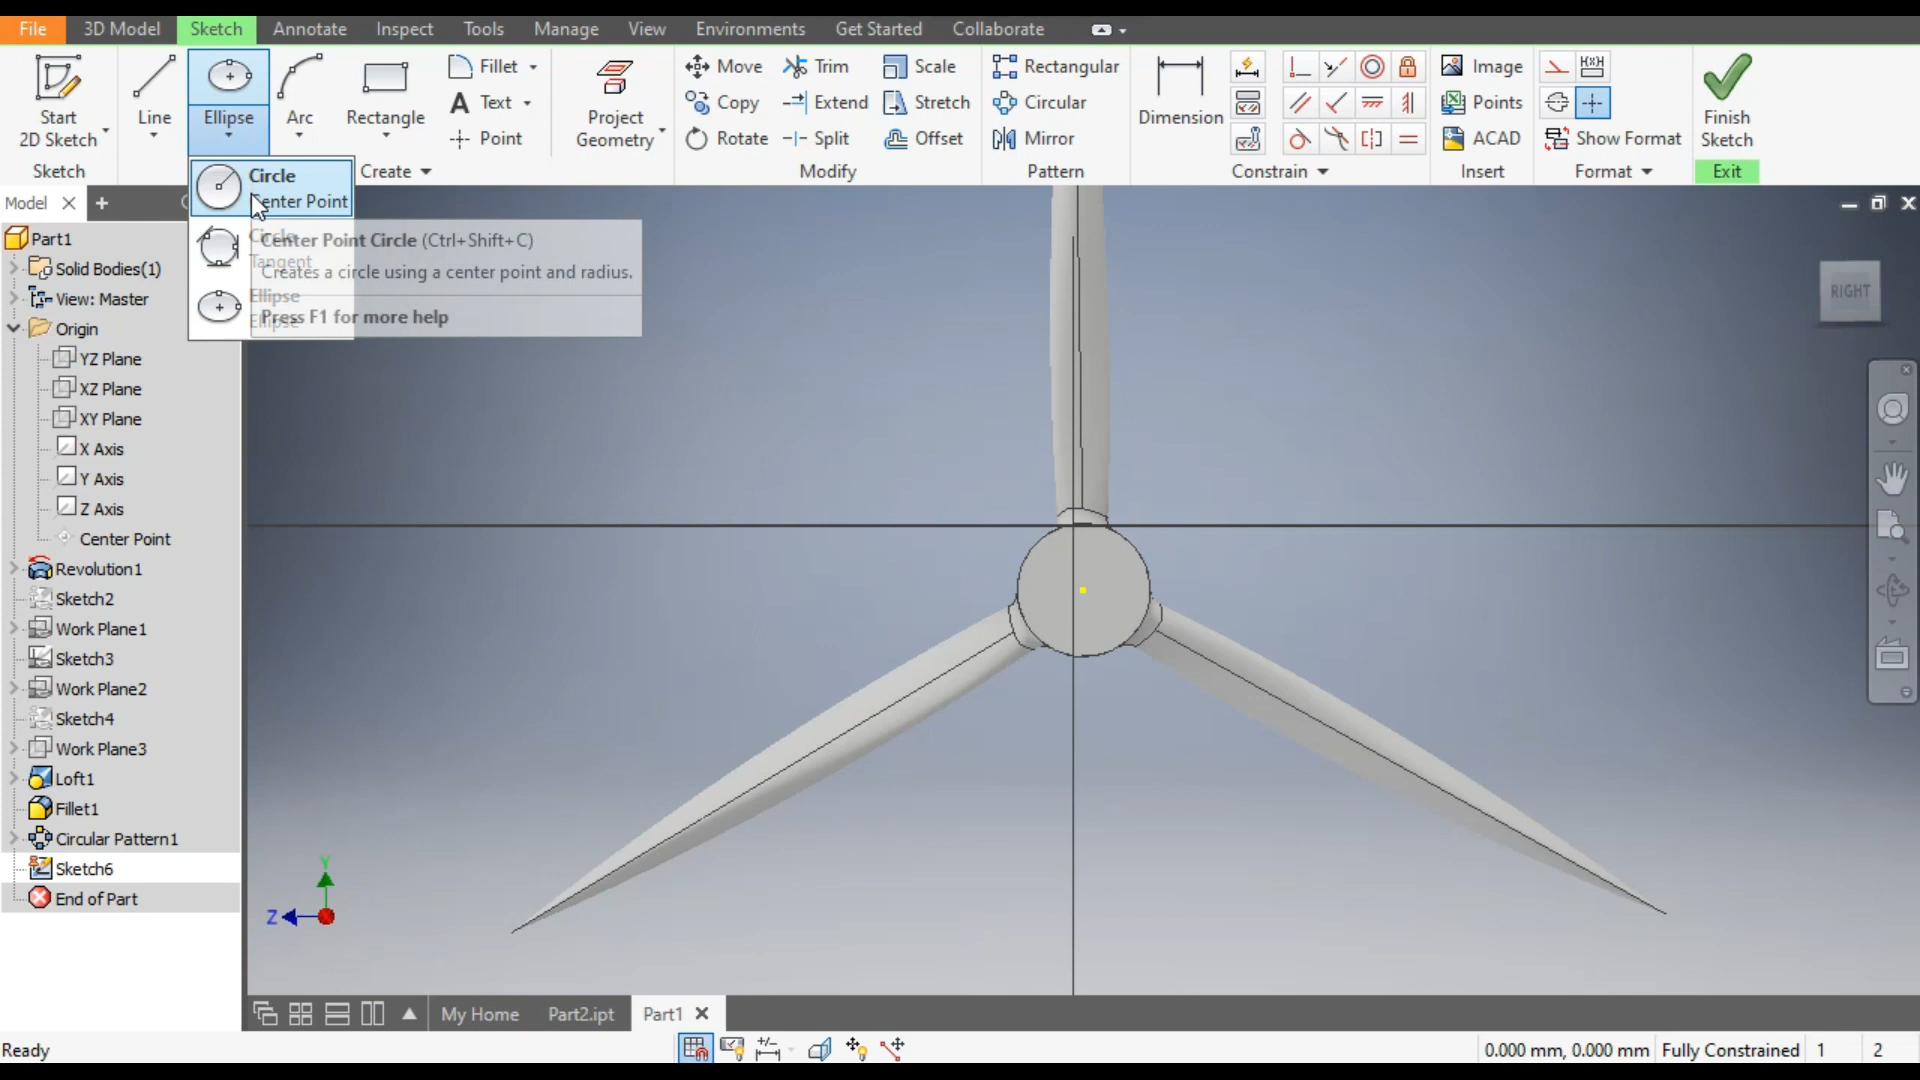 File 3D Model Sketch Annotate Inspect Tools Manage View Environments Get Started Collaborate
Start
2D Sketch
Line
Ellipse
Arc
Rectangle
Fillet
Text
Point
Project
Geometry
Move Trim Scale
Copy Extend Stretch
Rotate Split Offset
Rectangular
Circular
Mirror
Dimension
Image
Points
ACAD
Show Format
Finish
Sketch
Sketch Create Modify Pattern Constrain Insert Format Exit
Circle
Center Point
Circle
Tangent
Ellipse
Ellipse
Center Point Circle (Ctrl+Shift+C)
Creates a circle using a center point and radius.
Press F1 for more help
Model
Part1
Solid Bodies(1)
View: Master
Origin
YZ Plane
XZ Plane
XY Plane
X Axis
Y Axis
Z Axis
Center Point
Revolution1
Sketch2
Work Plane1
Sketch3
Work Plane2
Sketch4
Work Plane3
Loft1
Fillet1
Circular Pattern1
Sketch6
End of Part
RIGHT
Y
Z
My Home Part2.ipt Part1
Ready
0.000 mm, 0.000 mm Fully Constrained 1 2